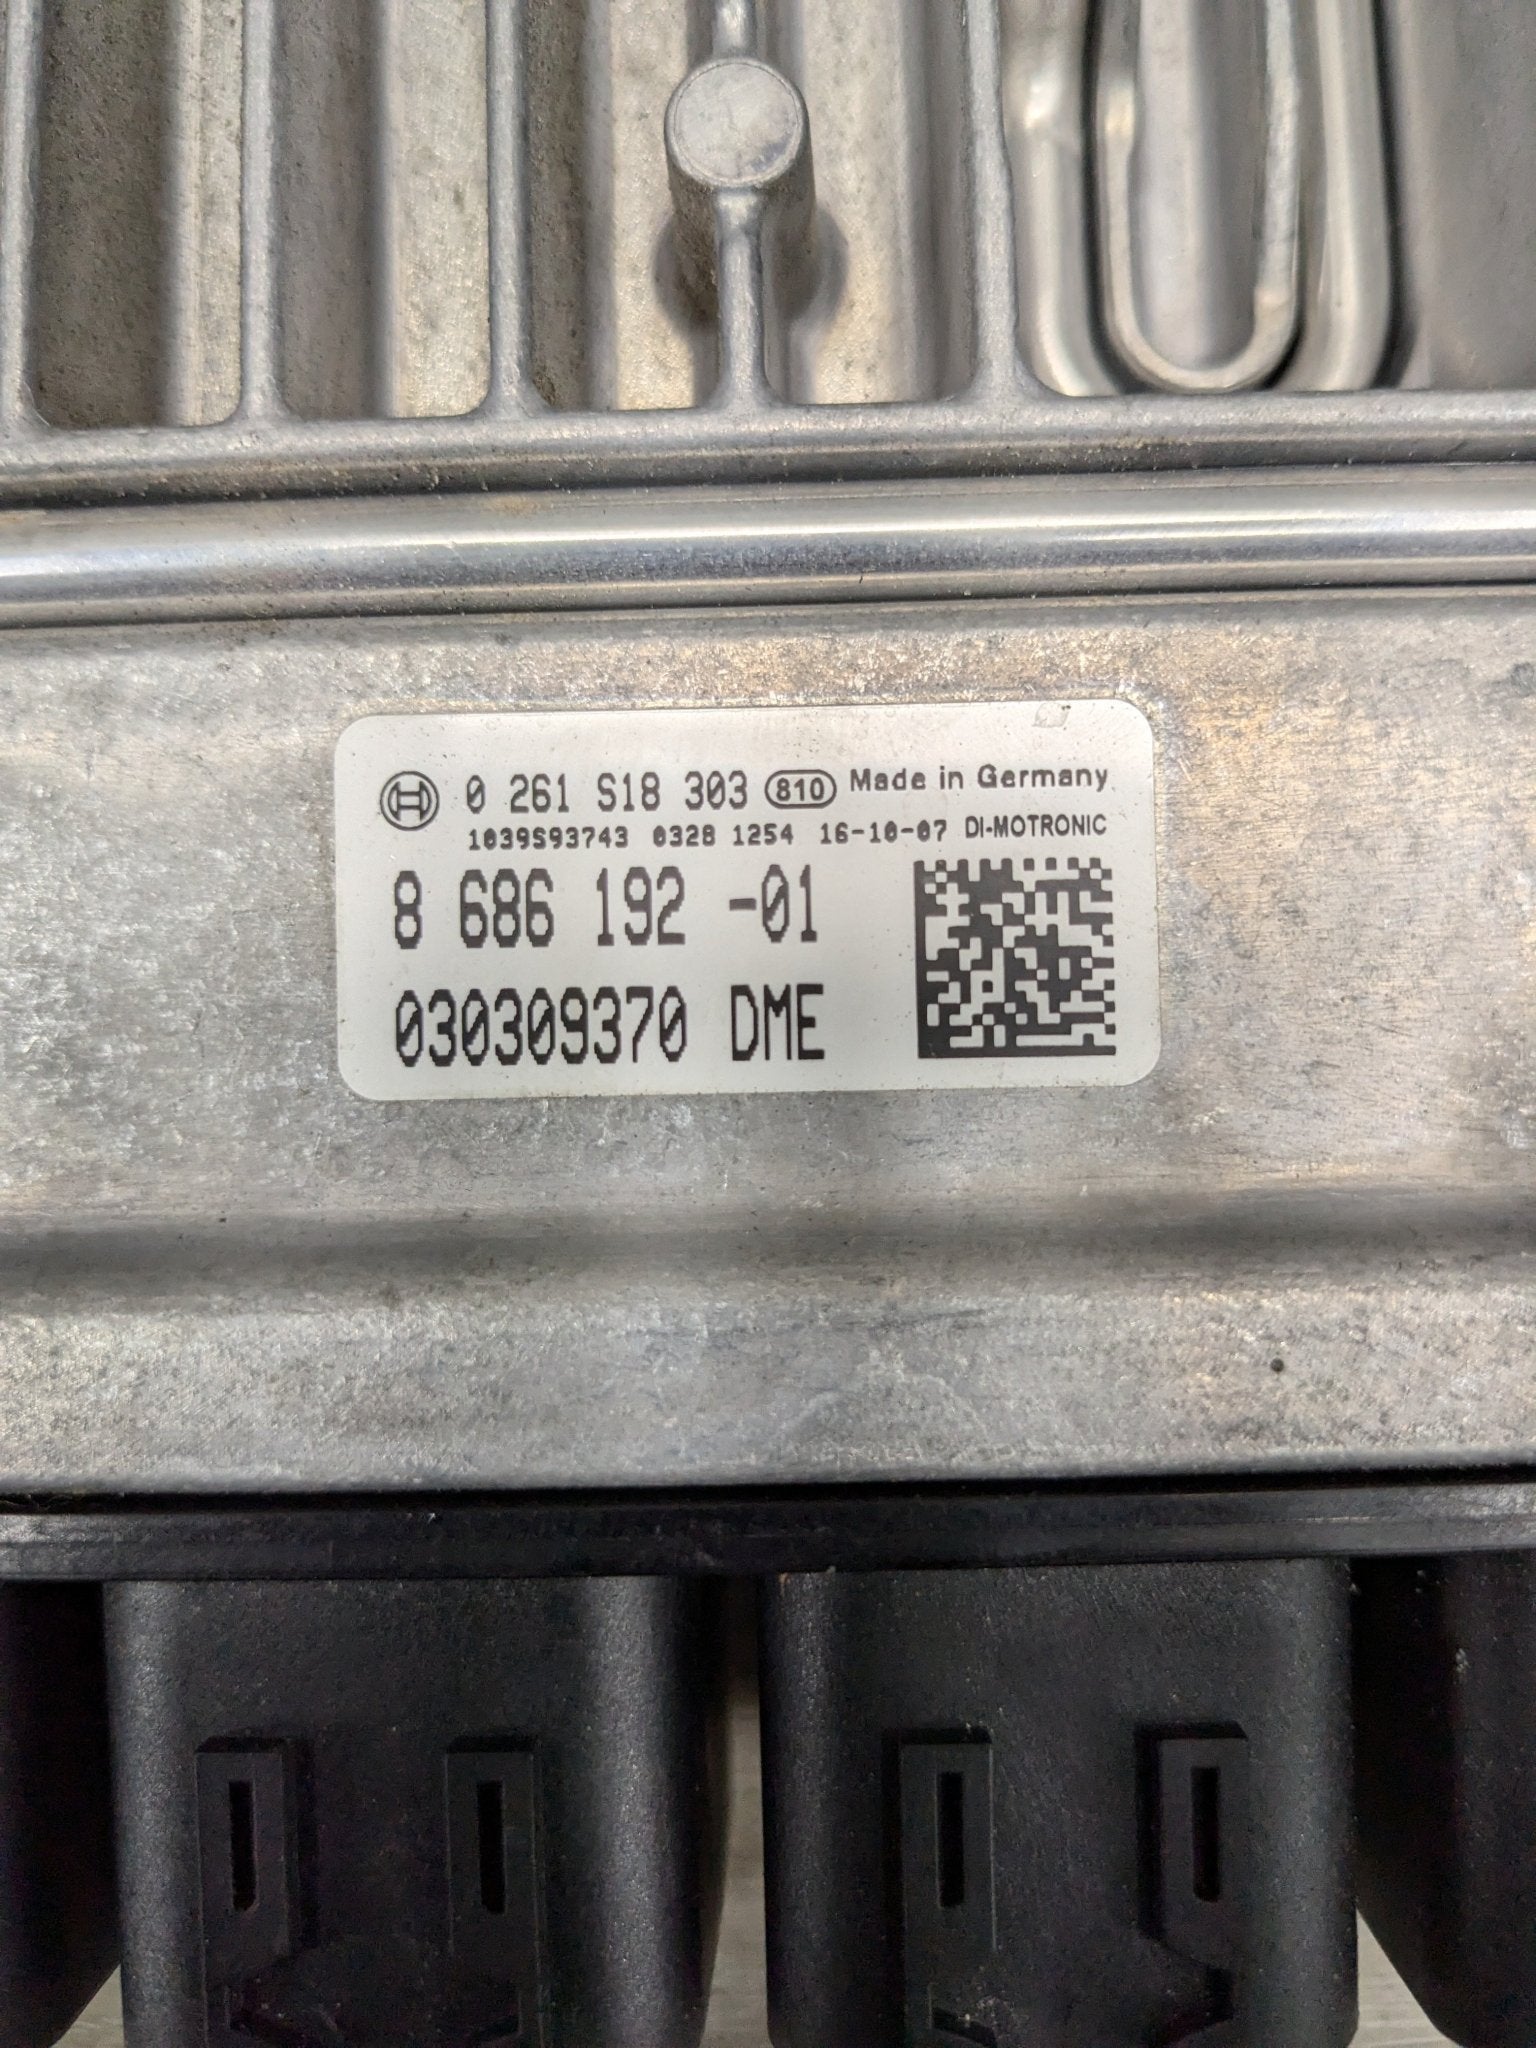 0 261 S18 303 810 Made in Germany
1039S93743 0328 1254 16-10-07 DI-MOTRONIC
8 686 192 -01
030309370 DME